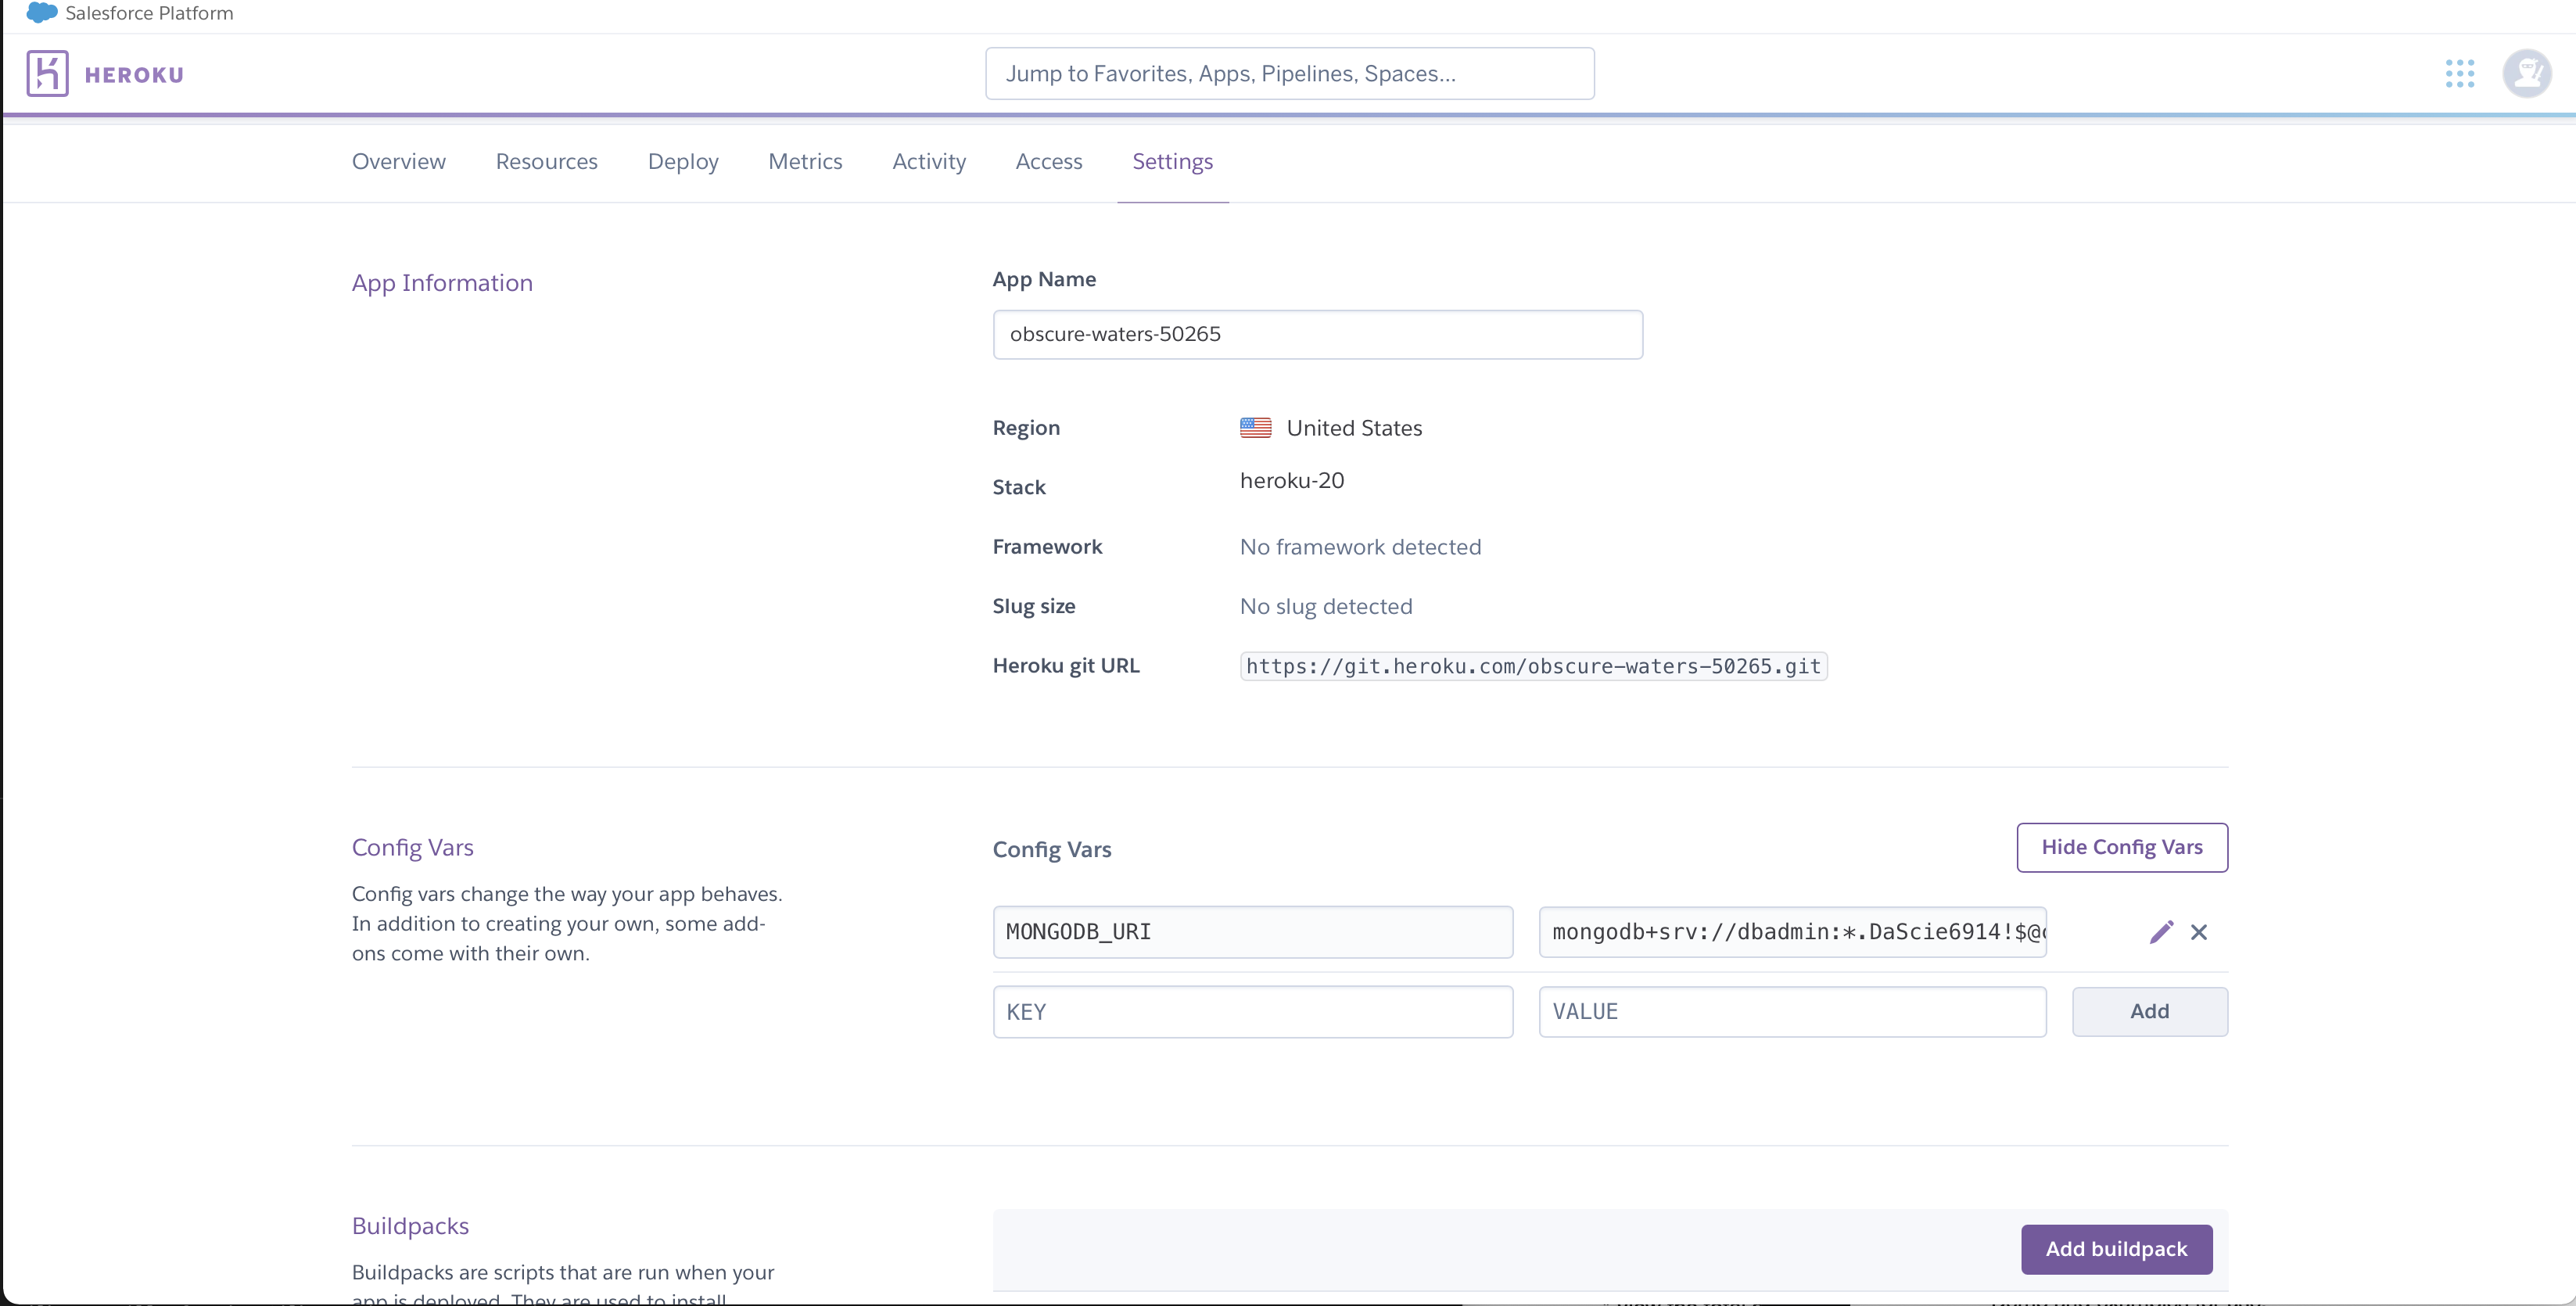 Salesforce Platform
HEROKU
Jump to Favorites, Apps, Pipelines, Spaces...
Overview Resources Deploy Metrics Activity Access Settings
App Information
App Name
obscure-waters-50265
Region United States
Stack heroku-20
Framework No framework detected
Slug size No slug detected
Heroku git URL https://git.heroku.com/obscure-waters-50265.git
Config Vars
Config vars change the way your app behaves.
In addition to creating your own, some add-
ons come with their own.
Config Vars
Hide Config Vars
MONGODB_URI mongodb+srv://dbadmin:*.DaScie6914!$@
KEY VALUE Add
Buildpacks
Buildpacks are scripts that are run when your
app is deployed. They are used to install
Add buildpack